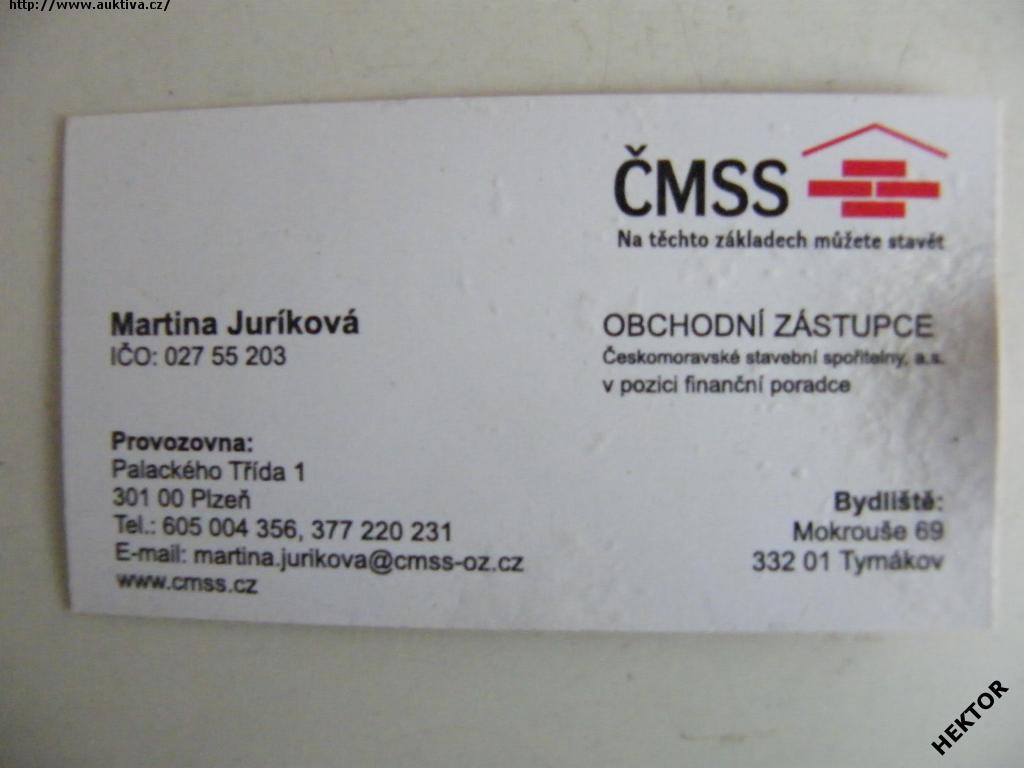 http://www.auktiva.cz/
ČMSS
Na těchto základech můžete stavět
Martina Juríková
IČO: 027 55 203
OBCHODNÍ ZÁSTUPCE
Českomoravské stavební spořitelny, a.s.
v pozici finanční poradce
Provozovna:
Palackého Třída 1
301 00 Plzeň
Tel.: 605 004 356, 377 220 231
E-mail: martina.jurikova@cmss-oz.cz
www.cmss.cz
Bydliště:
Mokrouše 69
332 01 Tymákov
HEKTOR